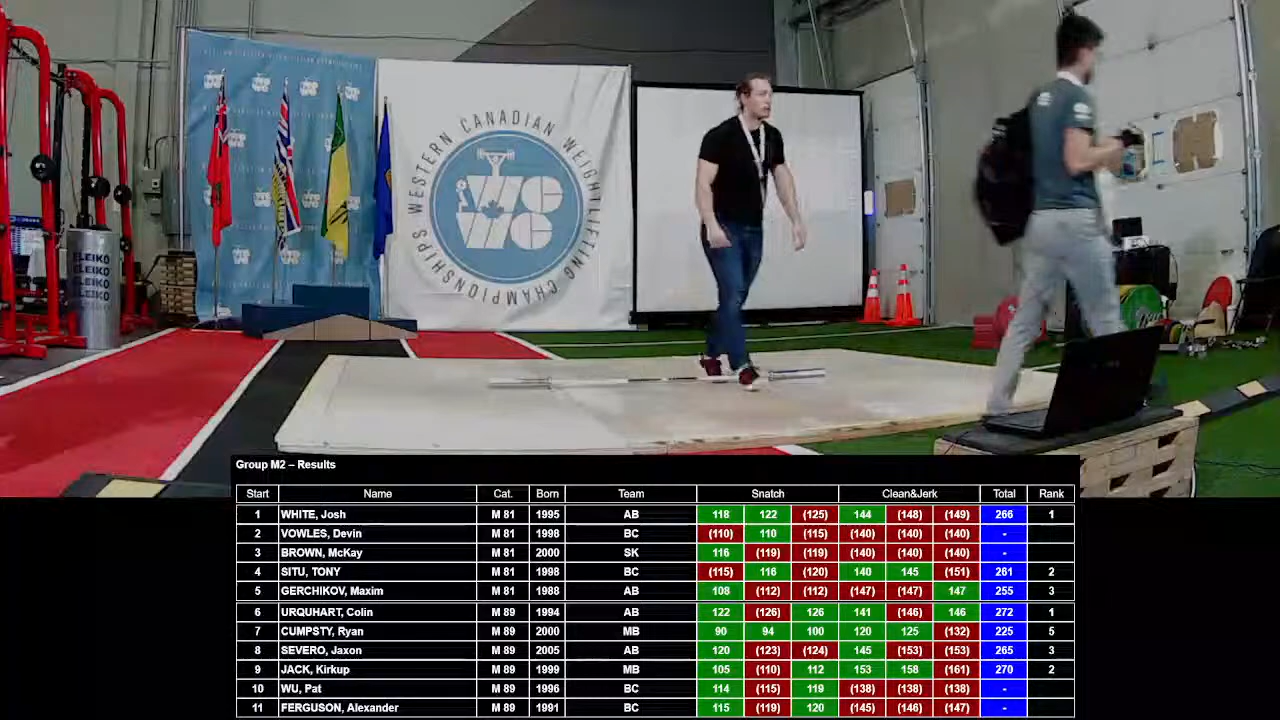 WESTERN CANADIAN WEIGHTLIFTING CHAMPIONSHIPS
WC
WC
ELEIKO
ELEIKO
ELEIKO
ELEIKO
Group M2 – Results
Start Name Cat. Born Team Snatch Clean&Jerk Total Rank
1 WHITE, Josh M 81 1995 AB 118 122 (125) 144 (148) (149) 266 1
2 VOWLES, Devin M 81 1998 BC (110) 110 (115) (140) (140) (140) -
3 BROWN, McKay M 81 2000 SK 116 (119) (119) (140) (140) (140) -
4 SITU, TONY M 81 1998 BC (115) 116 (120) 140 145 (151) 261 2
5 GERCHIKOV, Maxim M 81 1988 AB 108 (112) (112) (147) (147) 147 255 3
6 URQUHART, Colin M 89 1994 AB 122 (126) 126 141 (146) 146 272 1
7 CUMPSTY, Ryan M 89 2000 MB 90 94 100 120 125 (132) 225 5
8 SEVERO, Jaxon M 89 2005 AB 120 (123) (124) 145 (153) (153) 265 3
9 JACK, Kirkup M 89 1999 MB 105 (110) 112 153 158 (161) 270 2
10 WU, Pat M 89 1996 BC 114 (115) 119 (138) (138) (138) -
11 FERGUSON, Alexander M 89 1991 BC 115 (119) 120 (145) (146) (147) -